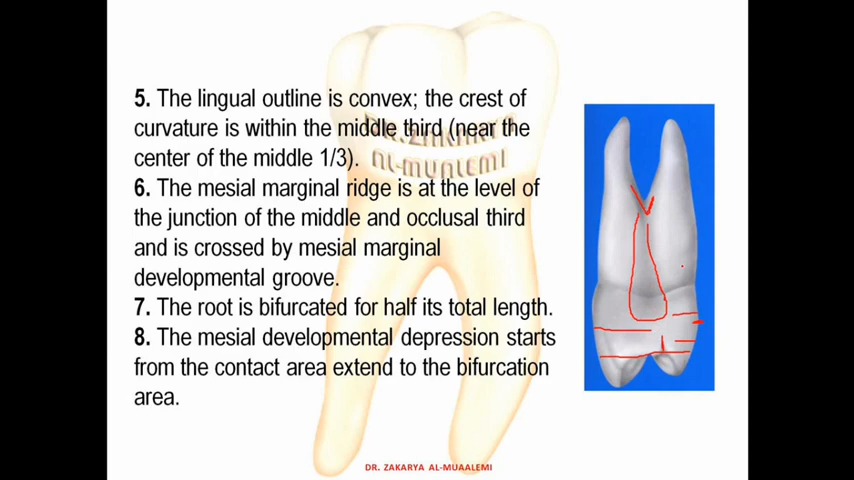 5. The lingual outline is convex; the crest of
curvature is within the middle third (near the
center of the middle 1/3).
6. The mesial marginal ridge is at the level of
the junction of the middle and occlusal third
and is crossed by mesial marginal
developmental groove.
7. The root is bifurcated for half its total length.
8. The mesial developmental depression starts
from the contact area extend to the bifurcation
area.
DR.ZAKARYA
AL-MUALEMI
DR. ZAKARYA AL-MUAALEMI